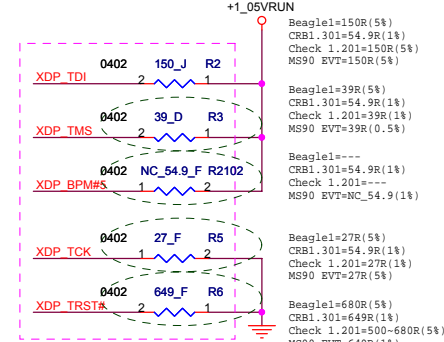 +1_05VRUN
0402 150_J R2
XDP_TDI 2 1
Beagle1=150R(5%)
CRB1.301=54.9R(1%)
Check 1.201=150R(5%)
MS90 EVT=150R(5%)
0402 39_D R3
XDP_TMS 2 1
Beagle1=39R(5%)
CRB1.301=54.9R(1%)
Check 1.201=39R(1%)
MS90 EVT=39R(0.5%)
0402 NC_54.9_F R2102
XDP_BPM#5 1 2
Beagle1=---
CRB1.301=54.9R(1%)
Check 1.201=---
MS90 EVT=NC_54.9(1%)
0402 27_F R5
XDP_TCK 1 2
Beagle1=27R(5%)
CRB1.301=54.9R(1%)
Check 1.201=27R(1%)
MS90 EVT=27R(5%)
0402 649_F R6
XDP_TRST# 2 1
Beagle1=680R(5%)
CRB1.301=649R(1%)
Check 1.201=500~680R(5%)
MS90 EVT=649R(1%)